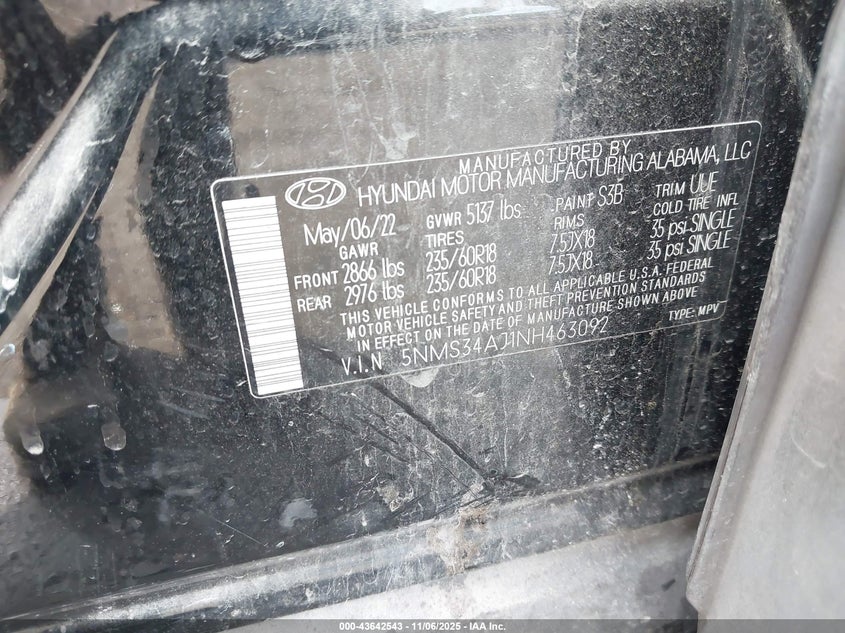 MANUFACTURED BY
HYUNDAI MOTOR MANUFACTURING ALABAMA, LLC
May/06/22 GVWR 5137 lbs PAINT S3B TRIM UUE
GAWR TIRES RIMS COLD TIRE INFL
FRONT 2866 lbs 235/60R18 7.5JX18 35 psi SINGLE
REAR 2976 lbs 235/60R18 7.5JX18 35 psi SINGLE
THIS VEHICLE CONFORMS TO ALL APPLICABLE U.S.A. FEDERAL
MOTOR VEHICLE SAFETY AND THEFT PREVENTION STANDARDS
IN EFFECT ON THE DATE OF MANUFACTURE SHOWN ABOVE
V.I.N 5NMS34AJ1NH463092 TYPE: MPV
000-43642543 | 11/06/2025 - © IAA Inc.